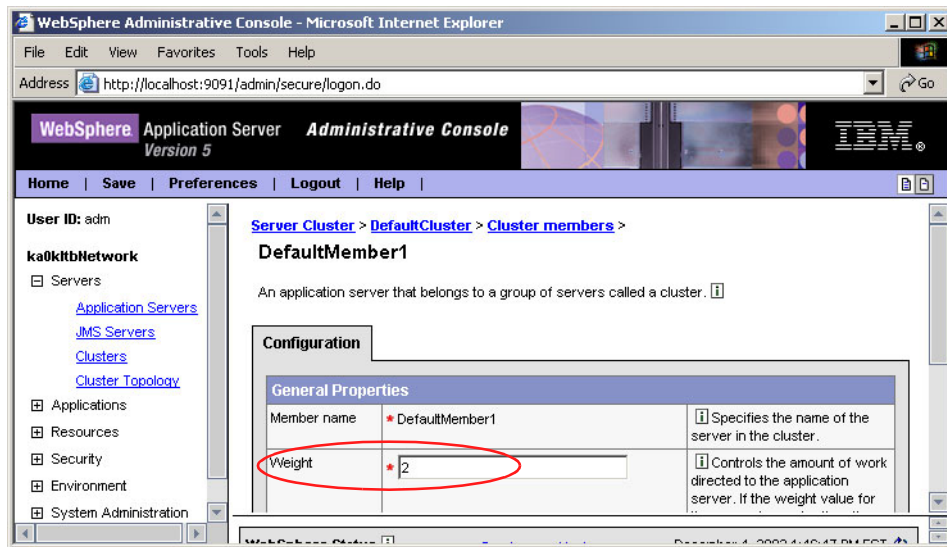 WebSphere Administrative Console - Microsoft Internet Explorer
File Edit View Favorites Tools Help
Address http://localhost:9091/admin/secure/logon.do Go
WebSphere Application Server Administrative Console
Version 5
IBM ®
Home | Save | Preferences | Logout | Help |
User ID: adm
ka0kltbNetwork
Servers
Application Servers
JMS Servers
Clusters
Cluster Topology
Applications
Resources
Security
Environment
System Administration
Server Cluster > DefaultCluster > Cluster members >
DefaultMember1
An application server that belongs to a group of servers called a cluster.
Configuration
General Properties
Member name * DefaultMember1
Specifies the name of the
server in the cluster.
Weight * 2
Controls the amount of work
directed to the application
server. If the weight value for
WebSphere Status